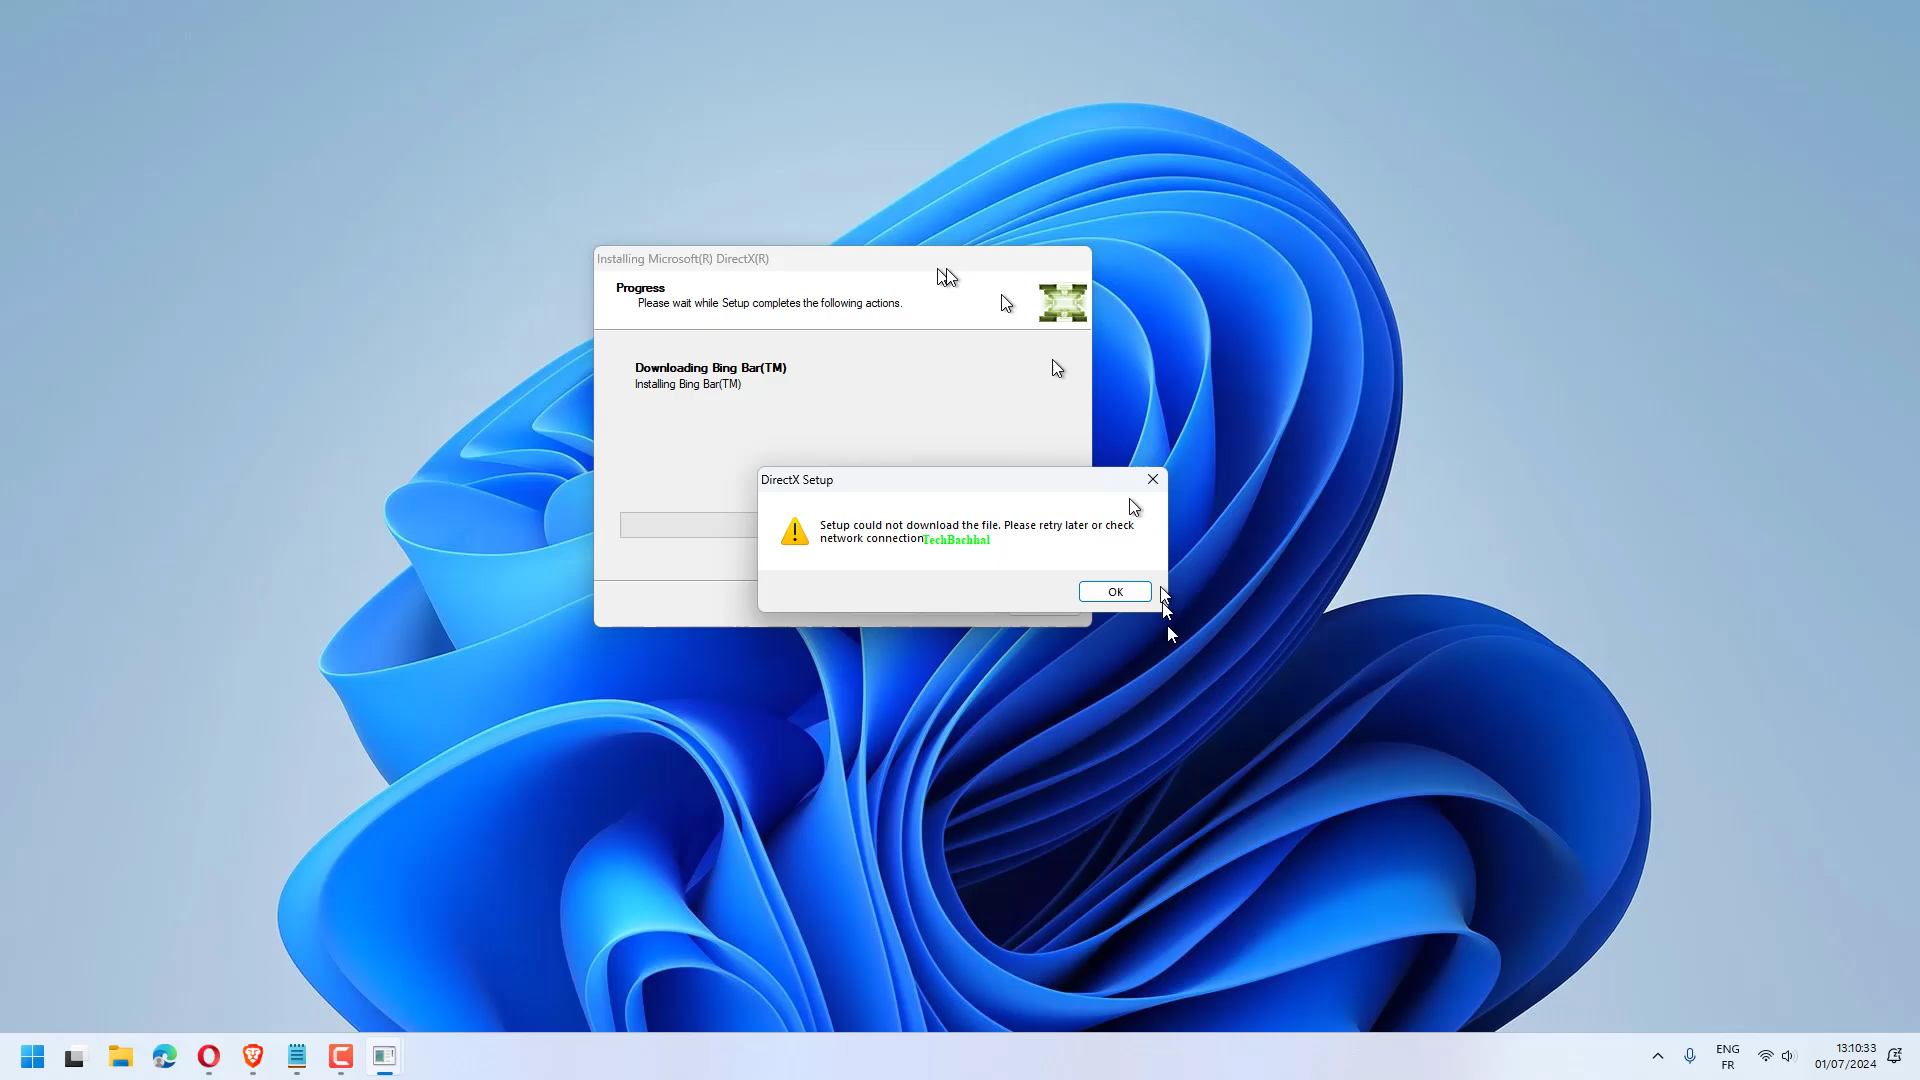 Installing Microsoft(R) DirectX(R)
Progress
Please wait while Setup completes the following actions.
Downloading Bing Bar(TM)
Installing Bing Bar(TM)
DirectX Setup
Setup could not download the file. Please retry later or check
network connectionTechBachhal
OK
ENG
FR
13:10:33
01/07/2024